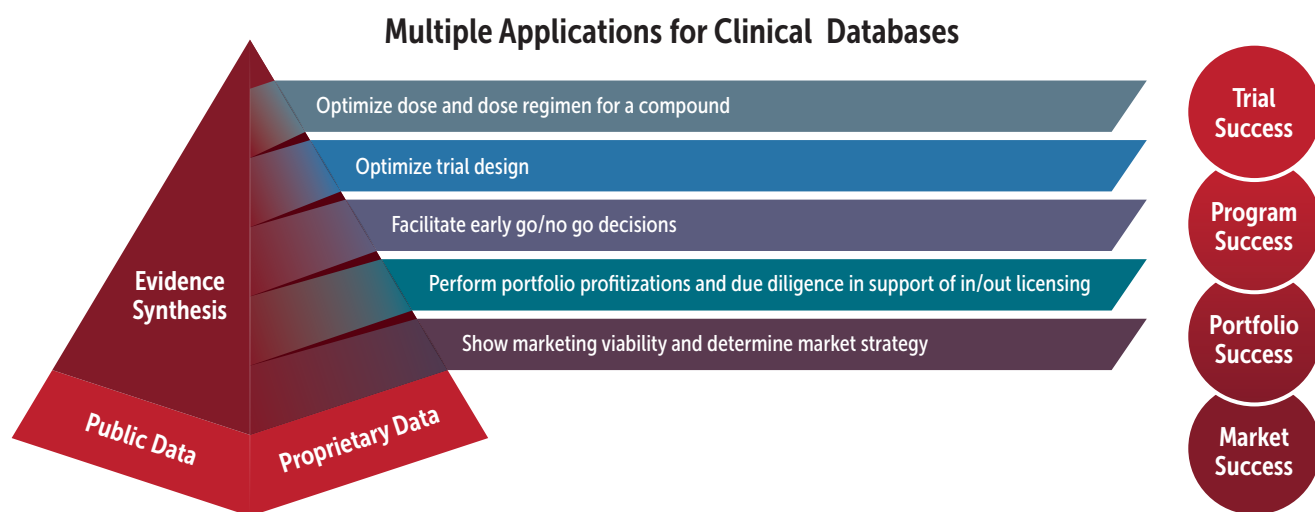 Multiple Applications for Clinical Databases
Optimize dose and dose regimen for a compound
Optimize trial design
Facilitate early go/no go decisions
Perform portfolio profitizations and due diligence in support of in/out licensing
Show marketing viability and determine market strategy
Evidence
Synthesis
Public Data
Proprietary Data
Trial
Success
Program
Success
Portfolio
Success
Market
Success